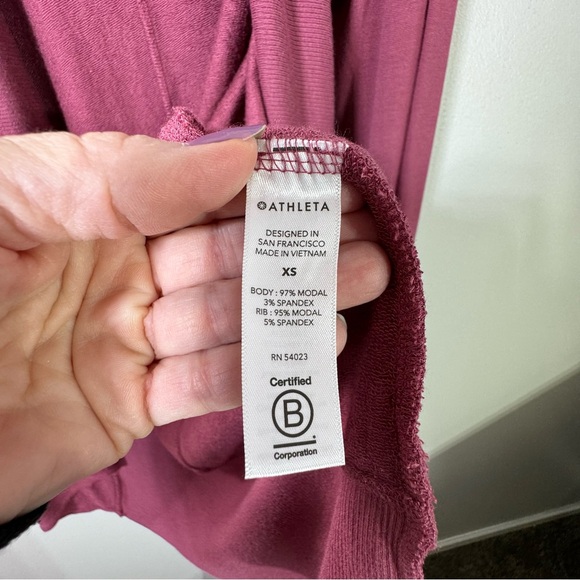 ATHLETA
DESIGNED IN
SAN FRANCISCO
MADE IN VIETNAM
XS
BODY : 97% MODAL
3% SPANDEX
RIB : 95% MODAL
5% SPANDEX
RN 54023
Certified
B
Corporation